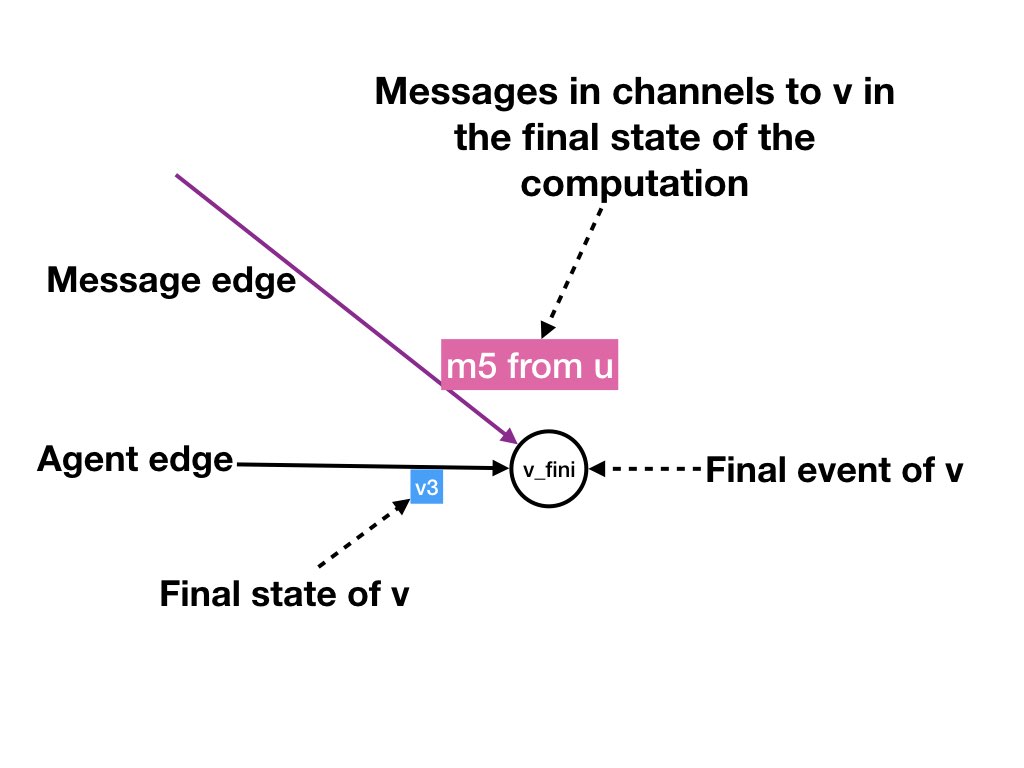 Messages in channels to v in
the final state of the
computation
Message edge
m5 from u
Agent edge
v_fini
Final event of v
v3
Final state of v